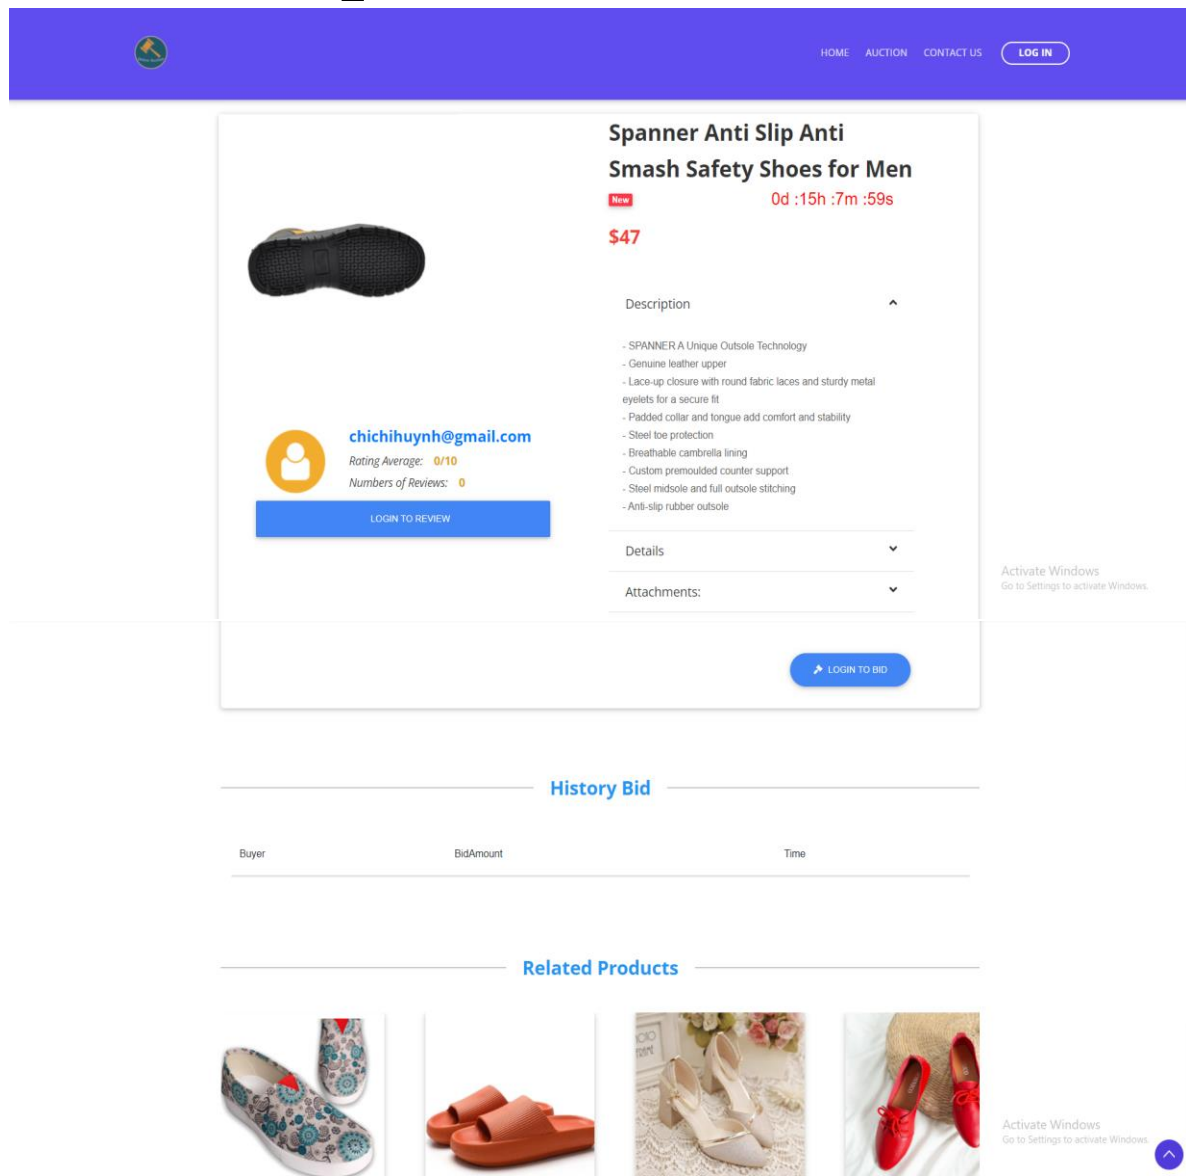 HOME AUCTION CONTACT US LOG IN
Spanner Anti Slip Anti
Smash Safety Shoes for Men
New 0d :15h :7m :59s
$47
Description
- SPANNER A Unique Outsole Technology
- Genuine leather upper
- Lace-up closure with round fabric laces and sturdy metal
eyelets for a secure fit
- Padded collar and tongue add comfort and stability
- Steel toe protection
- Breathable cambrella lining
- Custom premoulded counter support
- Steel midsole and full outsole stitching
- Anti-slip rubber outsole
chichihuynh@gmail.com
Rating Average: 0/10
Numbers of Reviews: 0
LOGIN TO REVIEW
Details
Attachments:
Activate Windows
Go to Settings to activate Windows.
LOGIN TO BID
History Bid
Buyer BidAmount Time
Related Products
Activate Windows
Go to Settings to activate Windows.